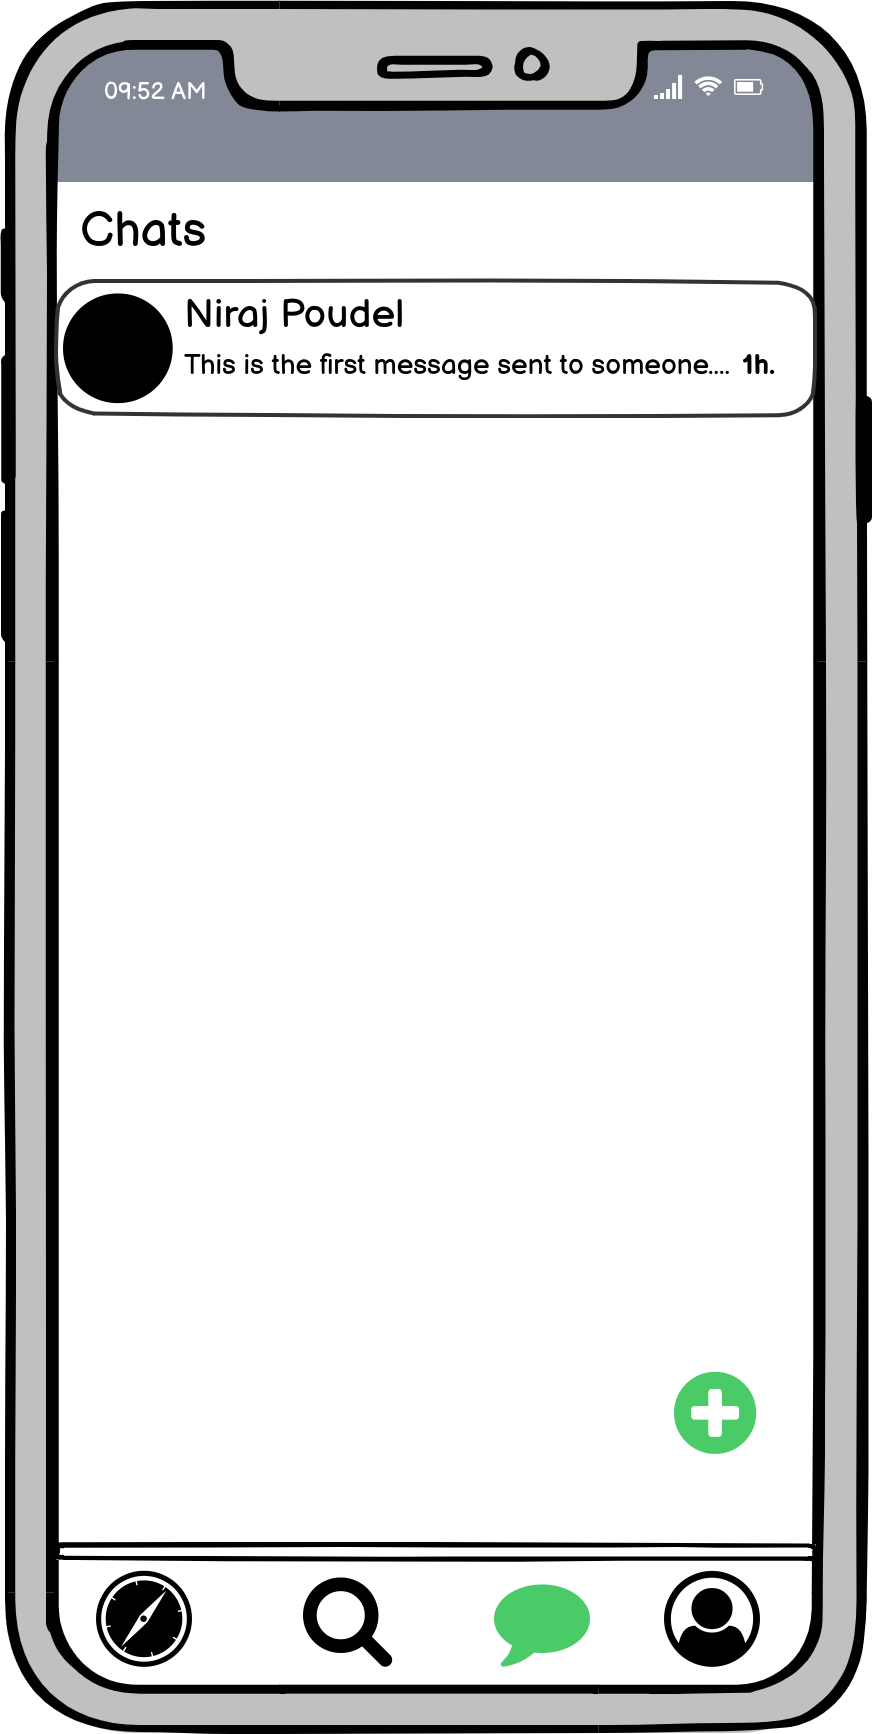 09:52 AM
Chats
Niraj Poudel
This is the first message sent to someone.... 1h.